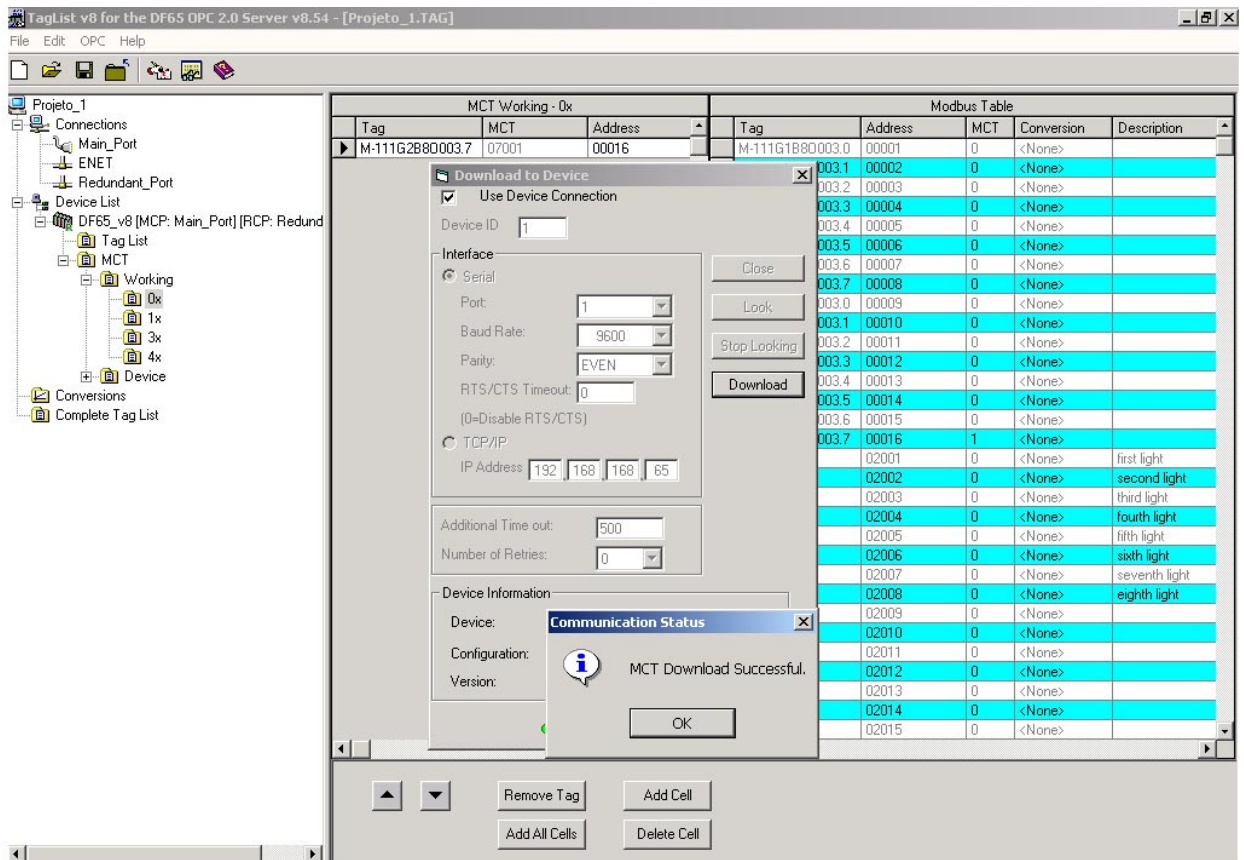 TagList v8 for the DF65 OPC 2.0 Server v8.54 - [Projeto_1.TAG]
File Edit OPC Help
Projeto_1
Connections
Main_Port
ENET
Redundant_Port
Device List
DF65_v8 [MCP: Main_Port] [RCP: Redund
Tag List
MCT
Working
0x
1x
3x
4x
Device
Conversions
Complete Tag List
MCT Working - 0x
Tag MCT Address
M-111G2B8D003.7 07001 00016
Modbus Table
Tag Address MCT Conversion Description
M-111G1B8D003.0 00001 0 <None>
003.1 00002 0 <None>
003.2 00003 0 <None>
003.3 00004 0 <None>
003.4 00005 0 <None>
003.5 00006 0 <None>
003.6 00007 0 <None>
003.7 00008 0 <None>
003.0 00009 0 <None>
003.1 00010 0 <None>
003.2 00011 0 <None>
003.3 00012 0 <None>
003.4 00013 0 <None>
003.5 00014 0 <None>
003.6 00015 0 <None>
003.7 00016 1 <None>
02001 0 <None> first light
02002 0 <None> second light
02003 0 <None> third light
02004 0 <None> fourth light
02005 0 <None> fifth light
02006 0 <None> sixth light
02007 0 <None> seventh light
02008 0 <None> eighth light
02009 0 <None>
02010 0 <None>
02011 0 <None>
02012 0 <None>
02013 0 <None>
02014 0 <None>
02015 0 <None>
Download to Device
Use Device Connection
Device ID 1
Interface
Serial
Port: 1
Baud Rate: 9600
Parity: EVEN
RTS/CTS Timeout: 0
(0=Disable RTS/CTS)
TCP/IP
IP Address 192 . 168 . 168 . 65
Additional Time out: 500
Number of Retries: 0
Device Information
Device:
Configuration:
Version:
Close
Look
Stop Looking
Download
Communication Status
MCT Download Successful.
OK
Remove Tag Add Cell
Add All Cells Delete Cell